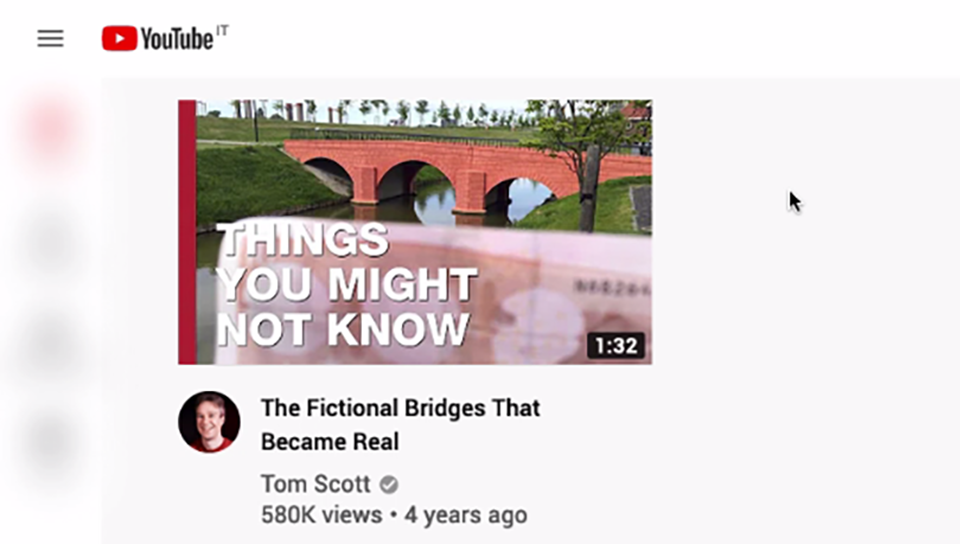 YouTube IT
THINGS
YOU MIGHT
NOT KNOW
1:32
The Fictional Bridges That
Became Real
Tom Scott
580K views • 4 years ago